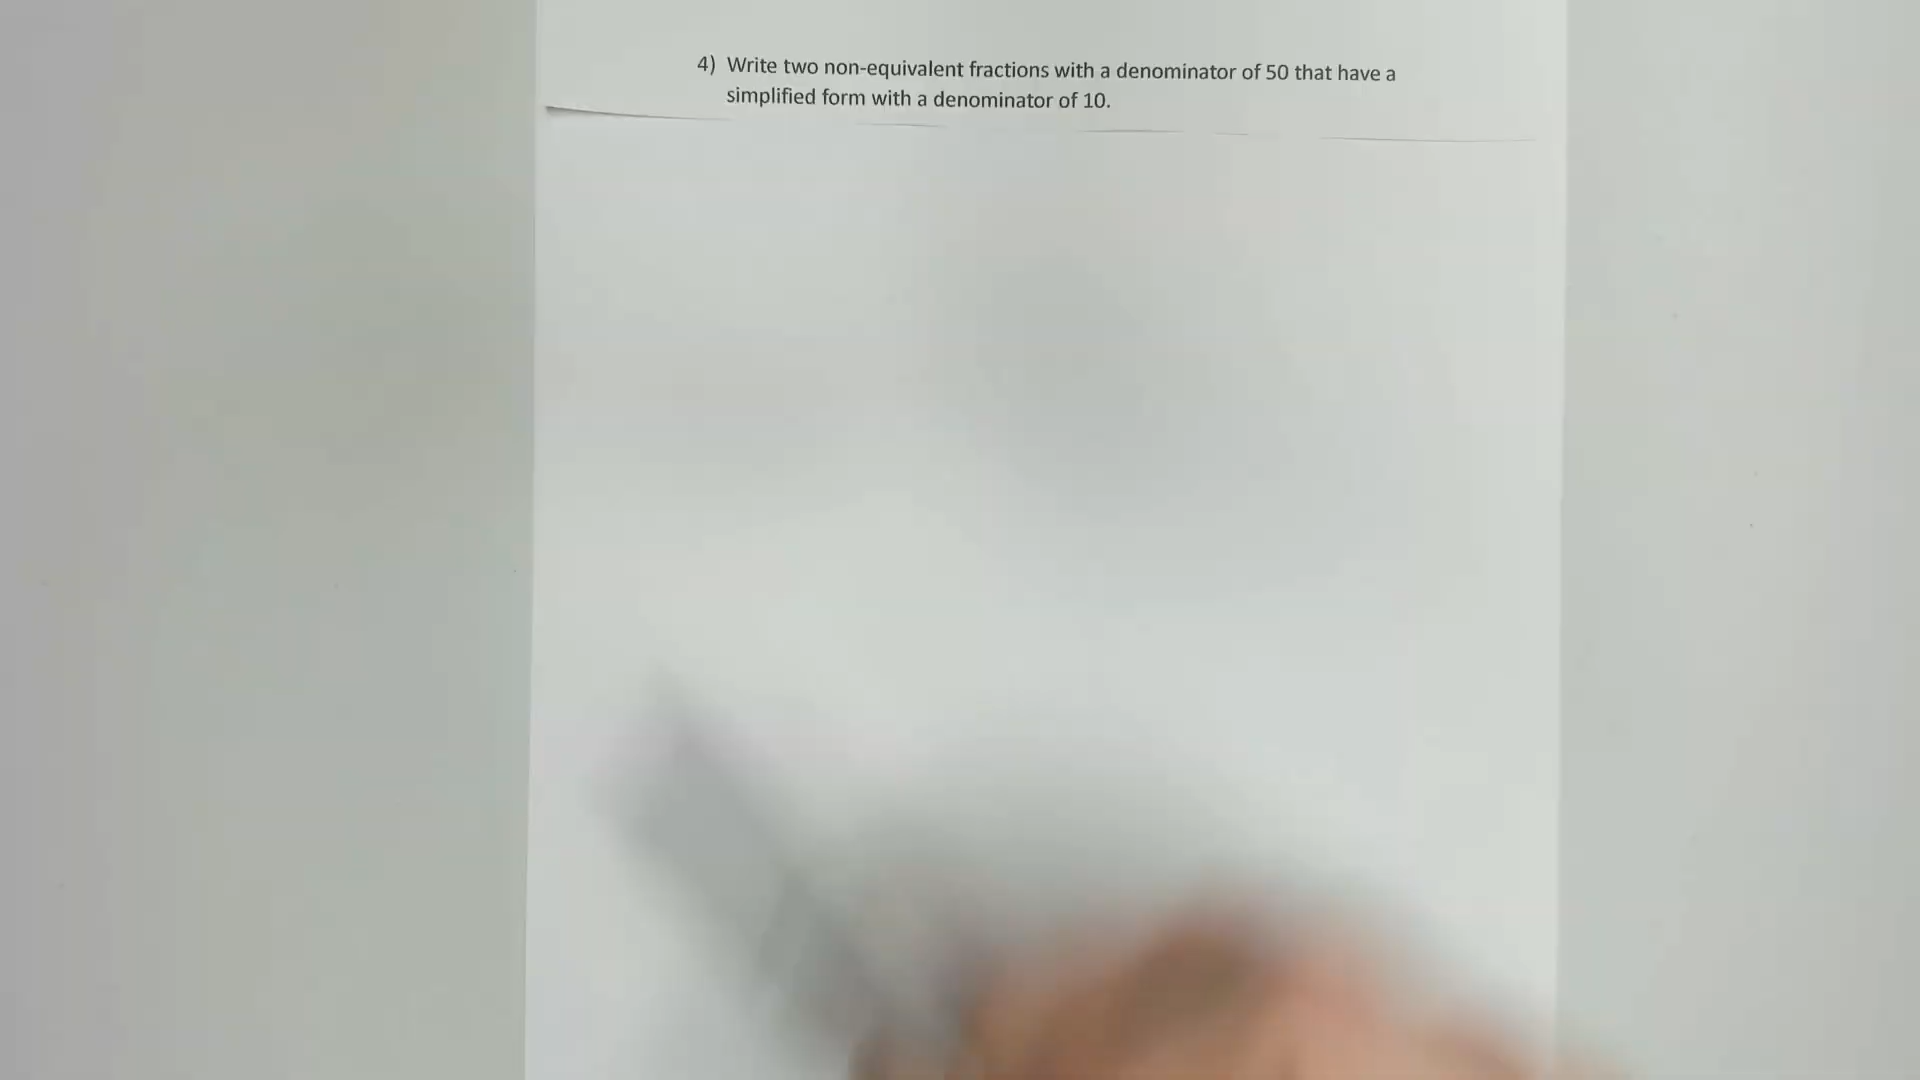 4) Write two non-equivalent fractions with a denominator of 50 that have a
simplified form with a denominator of 10.